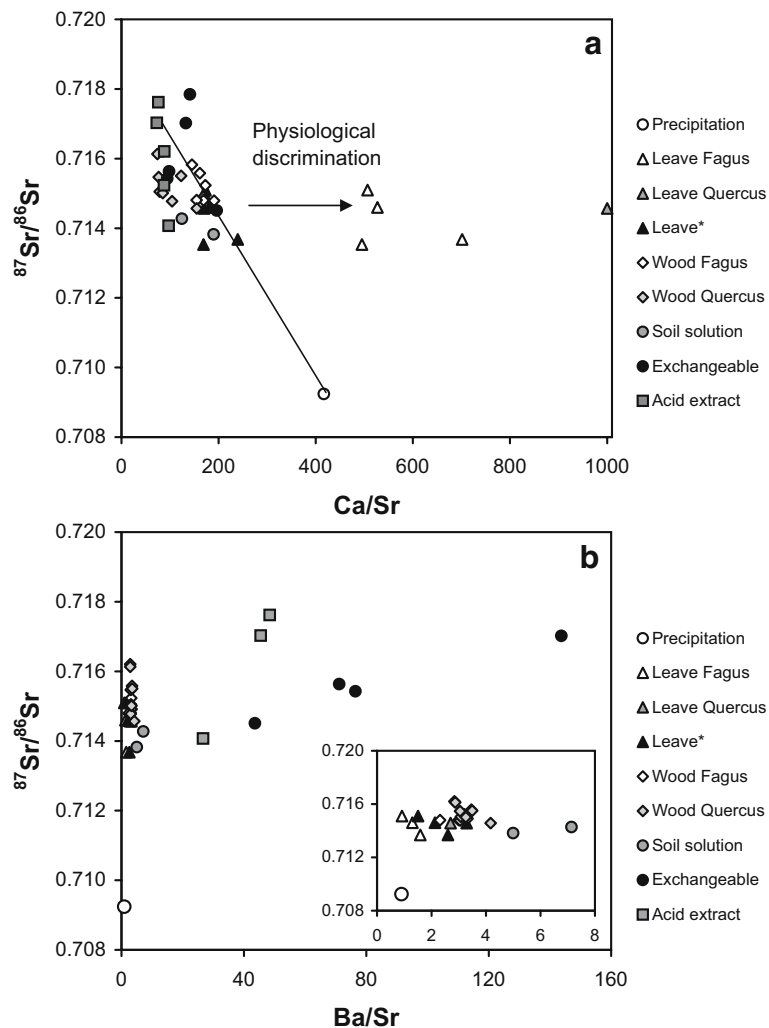 a
0.720
0.718
0.716
0.714
0.712
0.710
0.708
⁸⁷Sr/⁸⁶Sr
Physiological
discrimination
0 200 400 600 800 1000
Ca/Sr
Precipitation
Leave Fagus
Leave Quercus
Leave*
Wood Fagus
Wood Quercus
Soil solution
Exchangeable
Acid extract
b
0.720
0.718
0.716
0.714
0.712
0.710
0.708
⁸⁷Sr/⁸⁶Sr
0.720
0.716
0.712
0.708
0 2 4 6 8
0 40 80 120 160
Ba/Sr
Precipitation
Leave Fagus
Leave Quercus
Leave*
Wood Fagus
Wood Quercus
Soil solution
Exchangeable
Acid extract